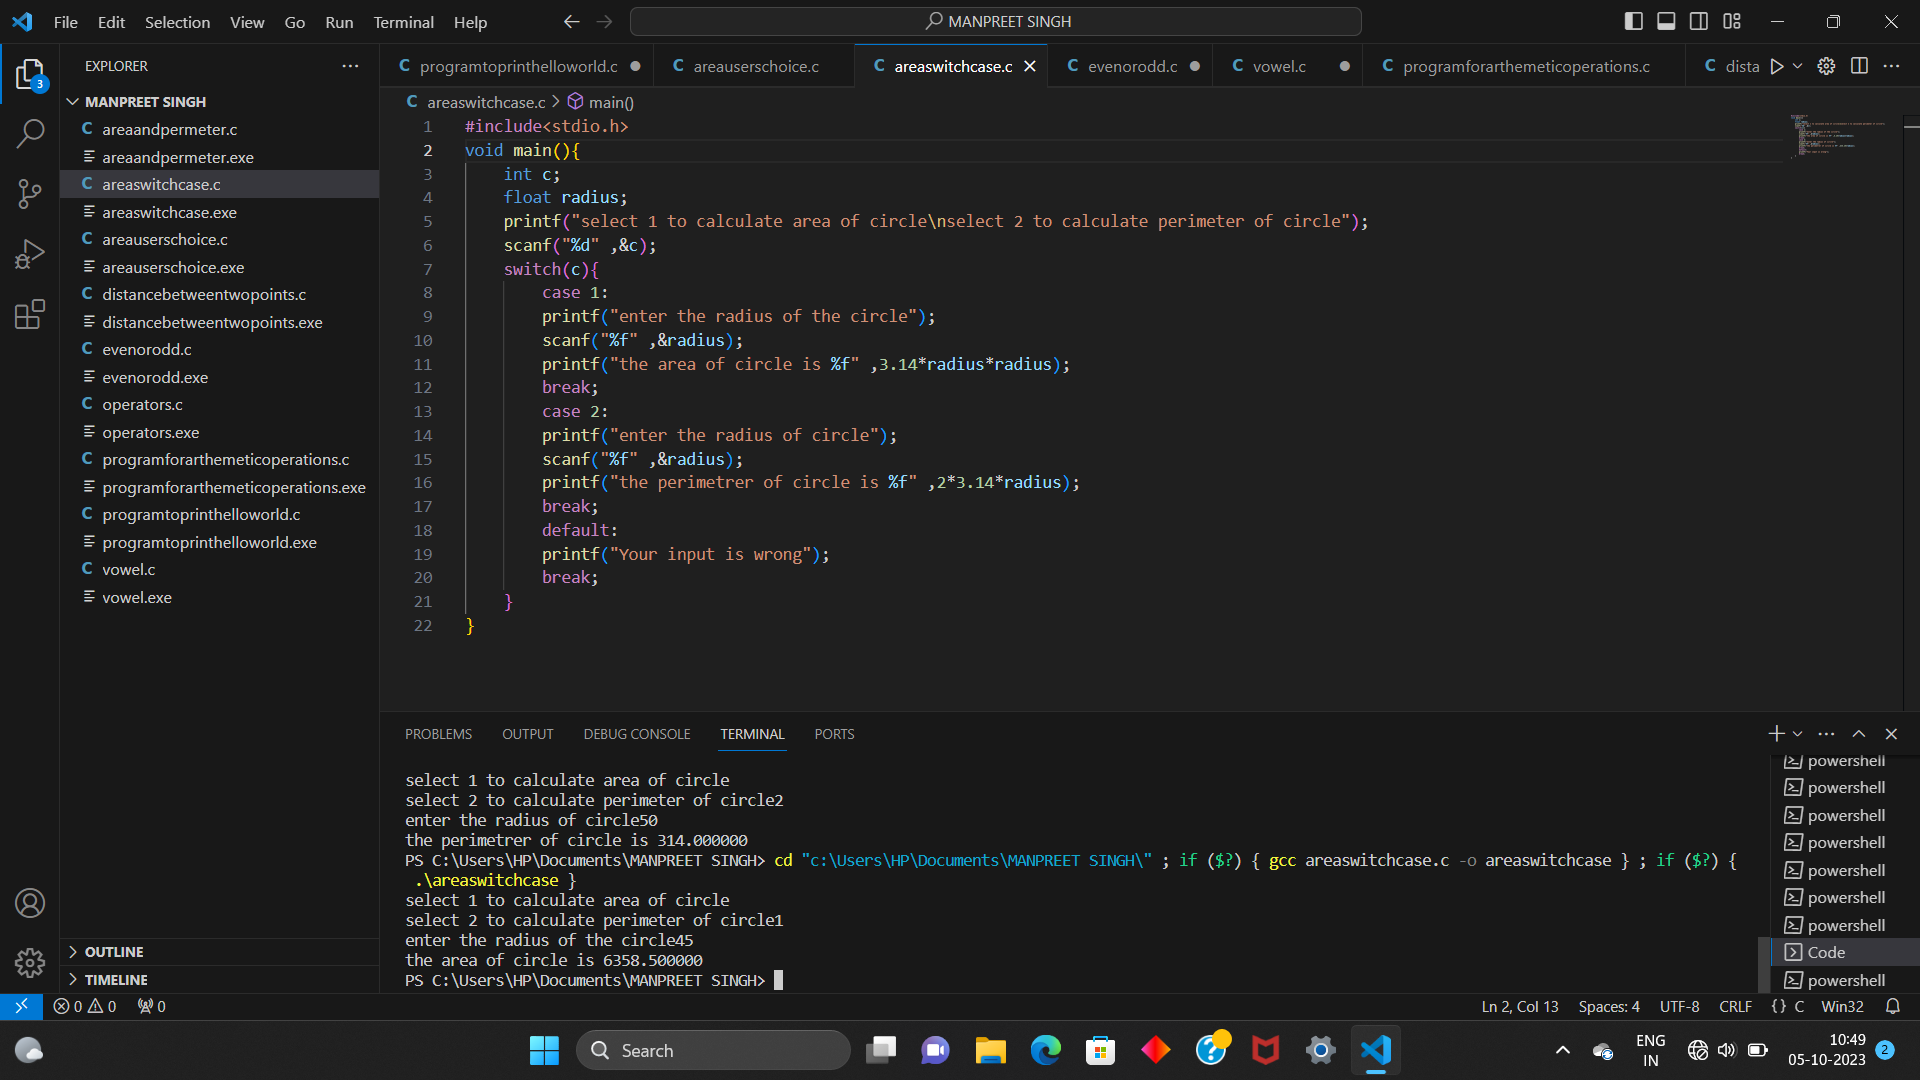 File Edit Selection View Go Run Terminal Help
MANPREET SINGH
EXPLORER
MANPREET SINGH
areaandpermeter.c
areaandpermeter.exe
areaswitchcase.c
areaswitchcase.exe
areauserschoice.c
areauserschoice.exe
distancebetweentwopoints.c
distancebetweentwopoints.exe
evenorodd.c
evenorodd.exe
operators.c
operators.exe
programforarthemeticoperations.c
programforarthemeticoperations.exe
programtoprinthelloworld.c
programtoprinthelloworld.exe
vowel.c
vowel.exe
OUTLINE
TIMELINE
3
C programtoprinthelloworld.c C areauserschoice.c C areaswitchcase.c C evenorodd.c C vowel.c C programforarthemeticoperations.c C dista
C areaswitchcase.c > main()
1 #include<stdio.h>
2 void main(){
3 int c;
4 float radius;
5 printf("select 1 to calculate area of circle\nselect 2 to calculate perimeter of circle");
6 scanf("%d" ,&c);
7 switch(c){
8 case 1:
9 printf("enter the radius of the circle");
10 scanf("%f" ,&radius);
11 printf("the area of circle is %f" ,3.14*radius*radius);
12 break;
13 case 2:
14 printf("enter the radius of circle");
15 scanf("%f" ,&radius);
16 printf("the perimetrer of circle is %f" ,2*3.14*radius);
17 break;
18 default:
19 printf("Your input is wrong");
20 break;
21 }
22 }
PROBLEMS OUTPUT DEBUG CONSOLE TERMINAL PORTS
select 1 to calculate area of circle
select 2 to calculate perimeter of circle2
enter the radius of circle50
the perimetrer of circle is 314.000000
PS C:\Users\HP\Documents\MANPREET SINGH> cd "c:\Users\HP\Documents\MANPREET SINGH\" ; if ($?) { gcc areaswitchcase.c -o areaswitchcase } ; if ($?) {
.\areaswitchcase }
select 1 to calculate area of circle
select 2 to calculate perimeter of circle1
enter the radius of the circle45
the area of circle is 6358.500000
PS C:\Users\HP\Documents\MANPREET SINGH>
powershell
powershell
powershell
powershell
powershell
powershell
powershell
Code
powershell
0 0 0 Ln 2, Col 13 Spaces: 4 UTF-8 CRLF {} C Win32
Search
ENG
IN
10:49
05-10-2023
2